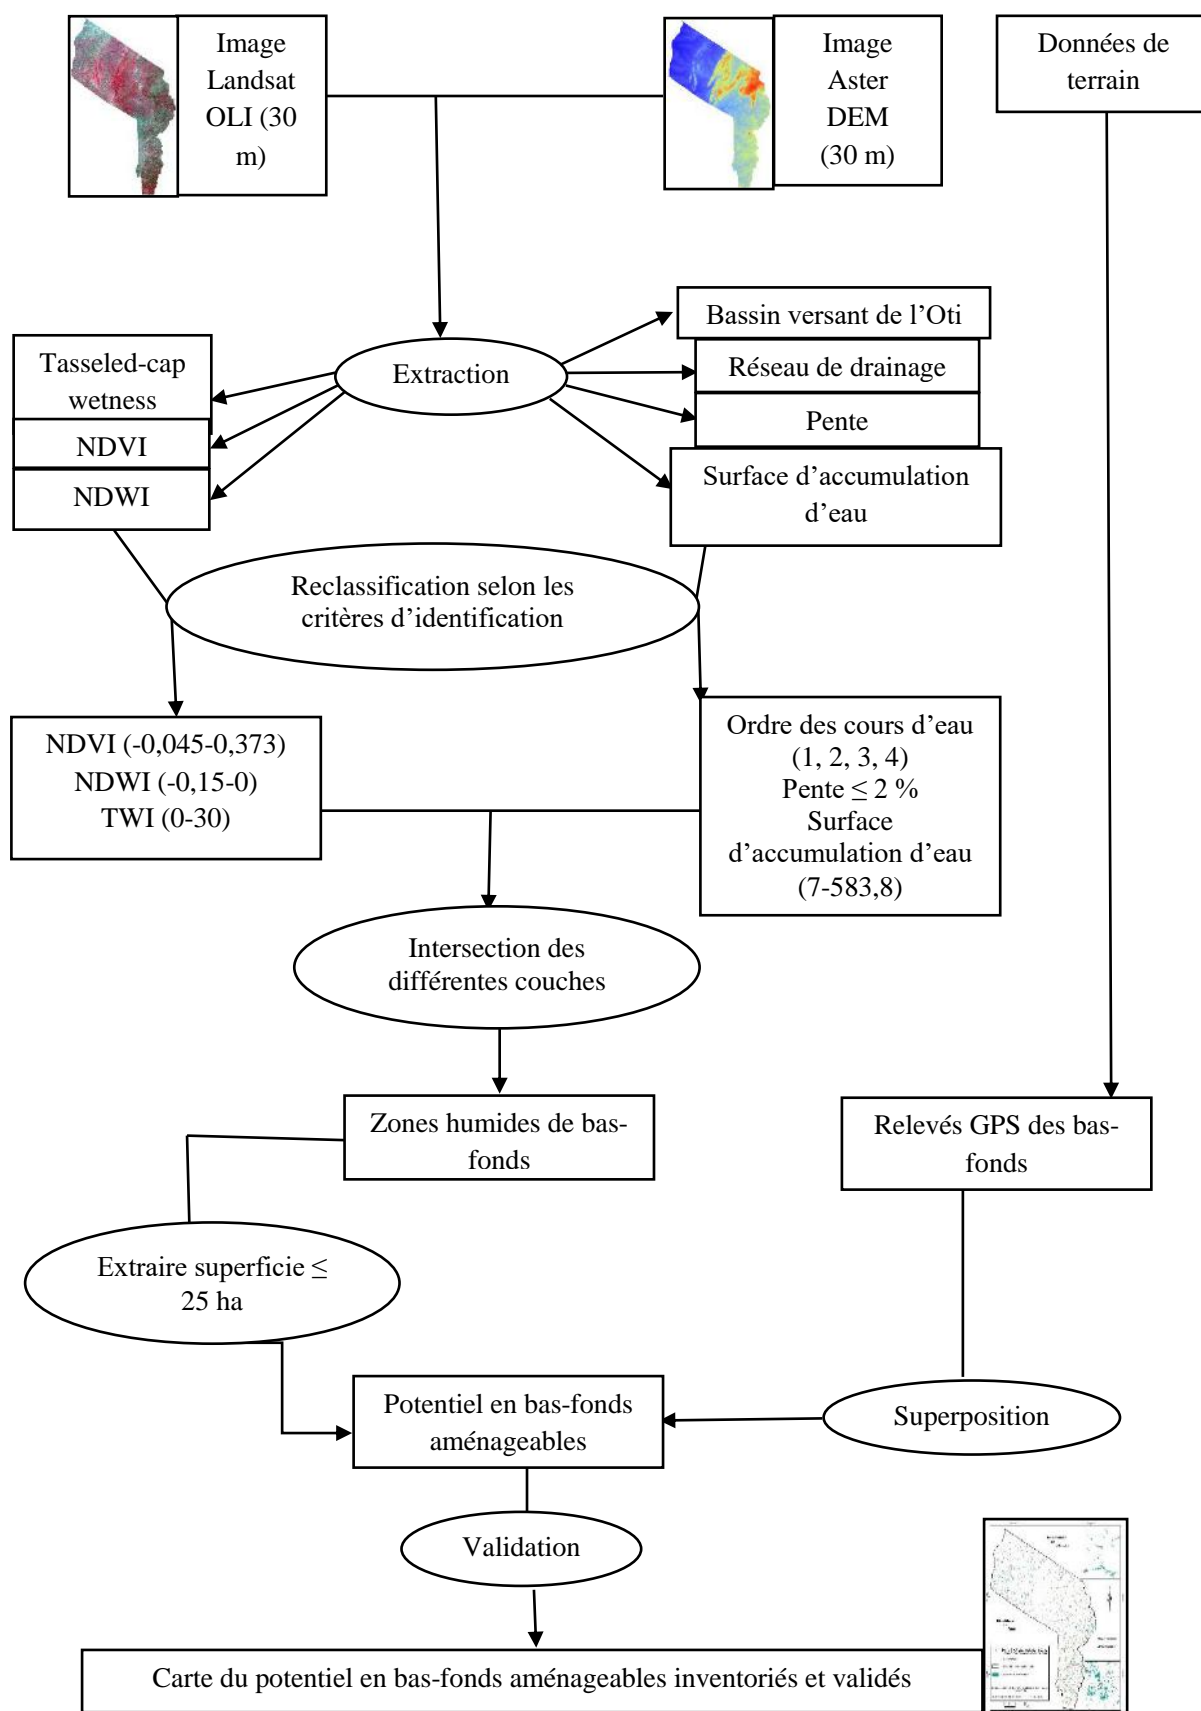 Image
Landsat
OLI (30
m)
Image
Aster
DEM
(30 m)
Données de
terrain
Bassin versant de l’Oti
Tasseled-cap
wetness
Extraction
Réseau de drainage
Pente
NDVI
NDWI
Surface d’accumulation
d’eau
Reclassification selon les
critères d’identification
NDVI (-0,045-0,373)
NDWI (-0,15-0)
TWI (0-30)
Ordre des cours d’eau
(1, 2, 3, 4)
Pente ≤ 2 %
Surface
d’accumulation d’eau
(7-583,8)
Intersection des
différentes couches
Zones humides de bas-
fonds
Relevés GPS des bas-
fonds
Extraire superficie ≤
25 ha
Potentiel en bas-fonds
aménageables
Superposition
Validation
Carte du potentiel en bas-fonds aménageables inventoriés et validés